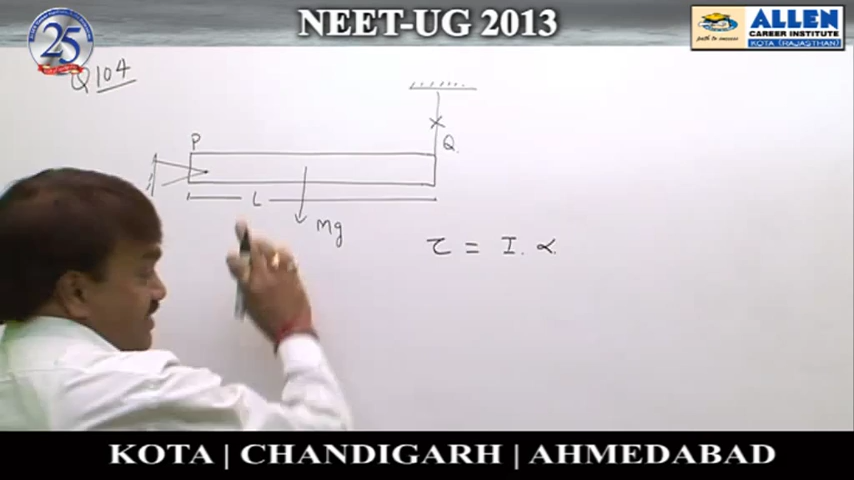 NEET-UG 2013
25
ALLEN
CAREER INSTITUTE
KOTA (RAJASTHAN)
path to success
Q104
P
Q.
L
Mg
τ = I. α.
KOTA | CHANDIGARH | AHMEDABAD